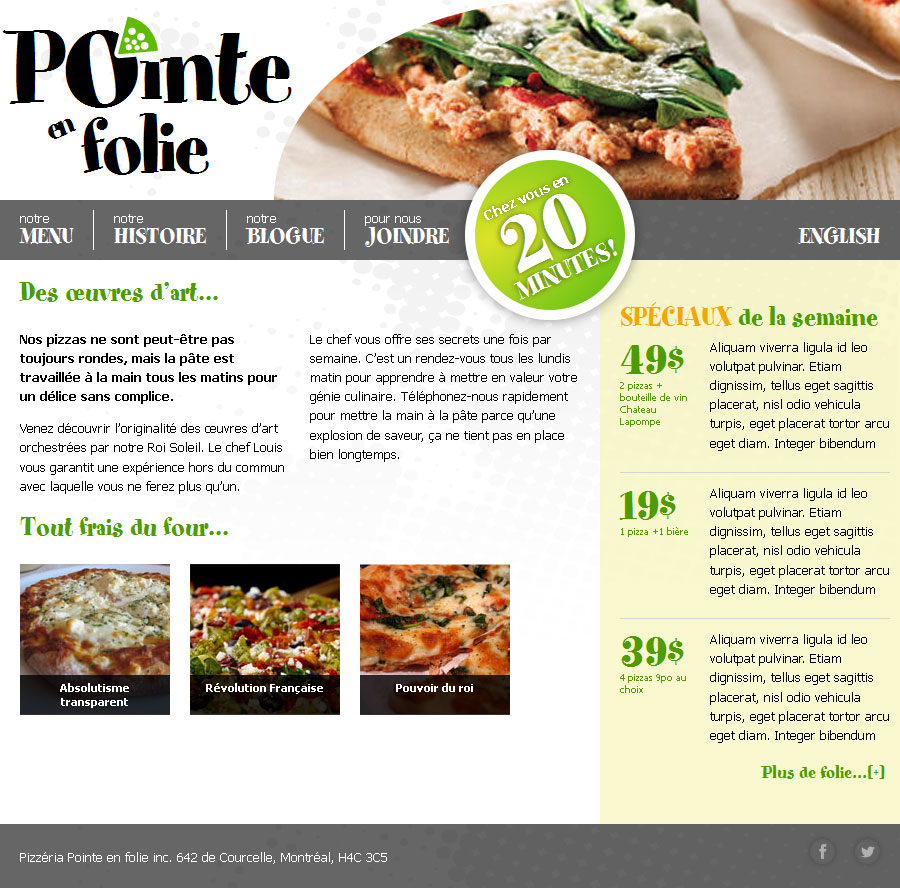 POinte
en
folie
notre
MENU
notre
HISTOIRE
notre
BLOGUE
pour nous
JOINDRE
Chez vous en
20
MINUTES!
ENGLISH
Des œuvres d'art...
Nos pizzas ne sont peut-être pas
toujours rondes, mais la pâte est
travaillée à la main tous les matins pour
un délice sans complice.
Venez découvrir l'originalité des œuvres d'art
orchestrées par notre Roi Soleil. Le chef Louis
vous garantit une expérience hors du commun
avec laquelle vous ne ferez plus qu'un.
Le chef vous offre ses secrets une fois par
semaine. C'est un rendez-vous tous les lundis
matin pour apprendre à mettre en valeur votre
génie culinaire. Téléphonez-nous rapidement
pour mettre la main à la pâte parce qu'une
explosion de saveur, ça ne tient pas en place
bien longtemps.
Tout frais du four...
Absolutisme
transparent
Révolution Française
Pouvoir du roi
SPÉCIAUX de la semaine
49$
2 pizzas +
bouteille de vin
Chateau
Lapompe
Aliquam viverra ligula id leo
volutpat pulvinar. Etiam
dignissim, tellus eget sagittis
placerat, nisl odio vehicula
turpis, eget placerat tortor arcu
eget diam. Integer bibendum
19$
1 pizza +1 bière
Aliquam viverra ligula id leo
volutpat pulvinar. Etiam
dignissim, tellus eget sagittis
placerat, nisl odio vehicula
turpis, eget placerat tortor arcu
eget diam. Integer bibendum
39$
4 pizzas 9po au
choix
Aliquam viverra ligula id leo
volutpat pulvinar. Etiam
dignissim, tellus eget sagittis
placerat, nisl odio vehicula
turpis, eget placerat tortor arcu
eget diam. Integer bibendum
Plus de folie...[+]
Pizzéria Pointe en folie inc. 642 de Courcelle, Montréal, H4C 3C5